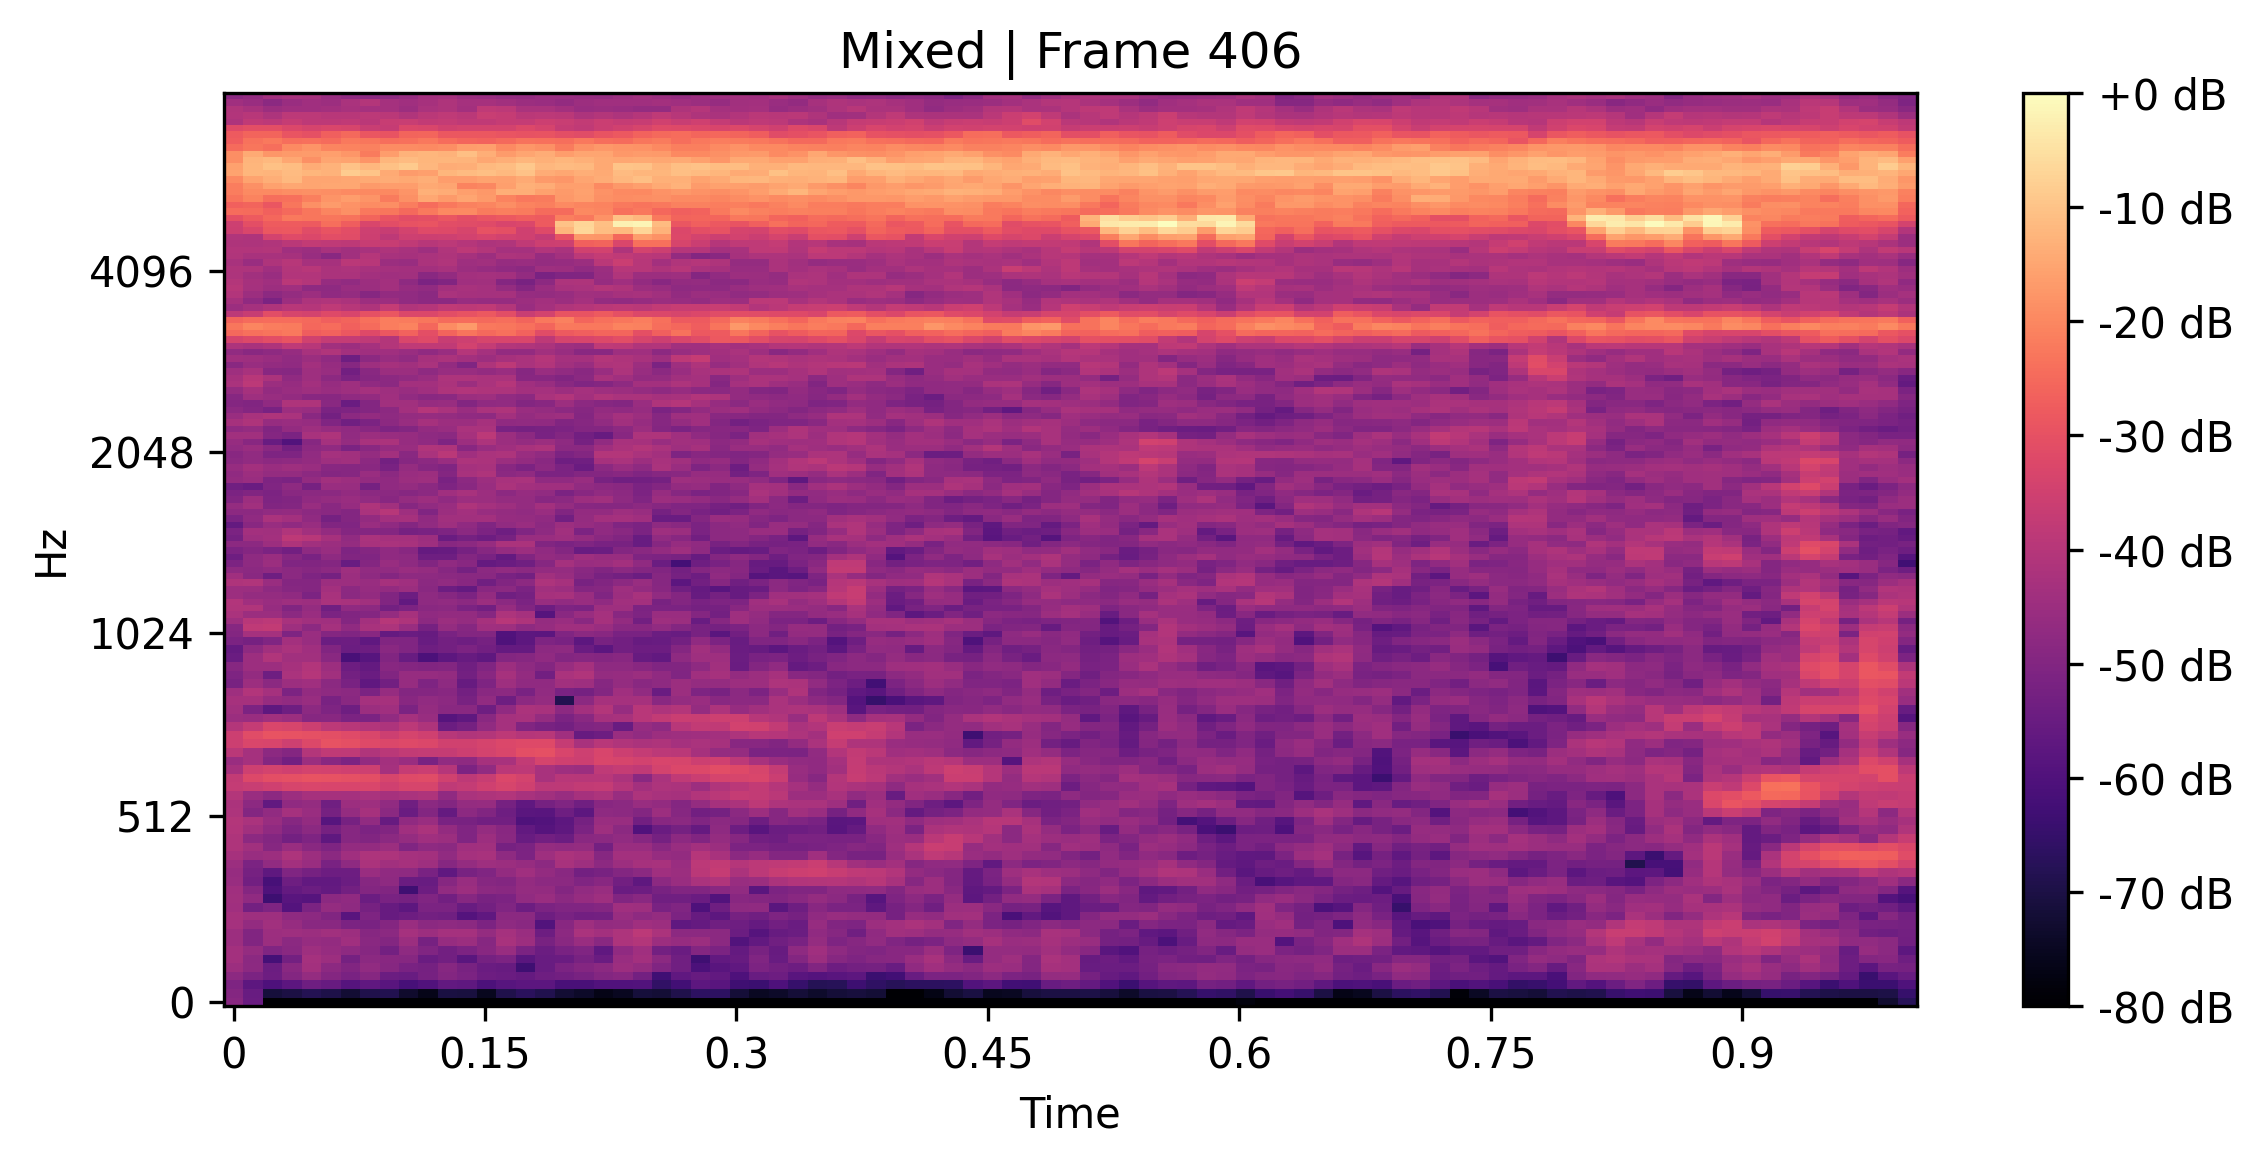 Mixed | Frame 406
+0 dB
-10 dB
-20 dB
-30 dB
-40 dB
-50 dB
-60 dB
-70 dB
-80 dB
Hz
4096
2048
1024
512
0
0 0.15 0.3 0.45 0.6 0.75 0.9
Time